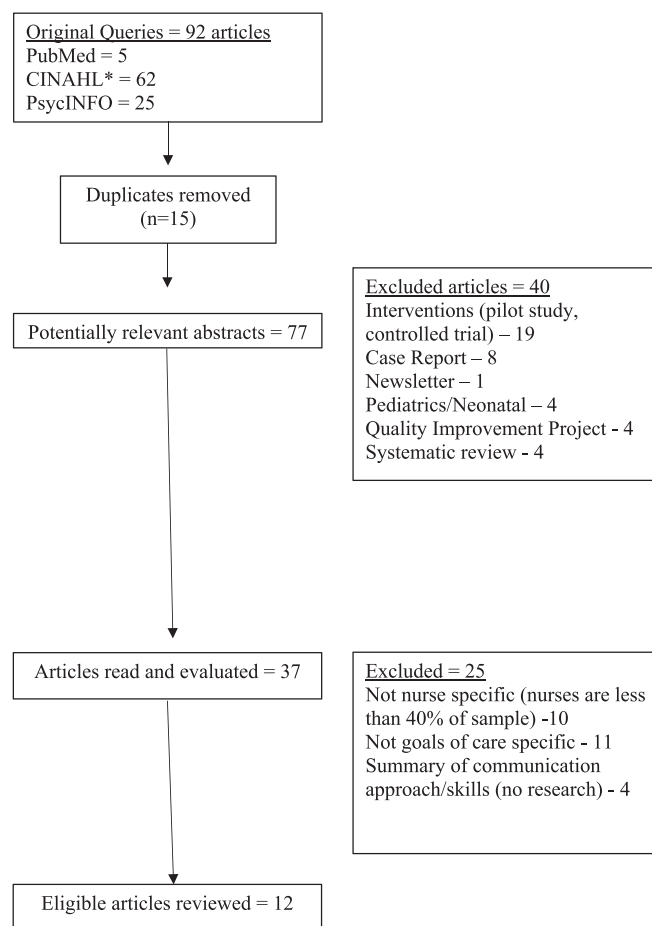 Original Queries = 92 articles
PubMed = 5
CINAHL* = 62
PsycINFO = 25
Duplicates removed
(n=15)
Potentially relevant abstracts = 77
Excluded articles = 40
Interventions (pilot study,
controlled trial) – 19
Case Report – 8
Newsletter – 1
Pediatrics/Neonatal – 4
Quality Improvement Project - 4
Systematic review - 4
Articles read and evaluated = 37
Excluded = 25
Not nurse specific (nurses are less
than 40% of sample) -10
Not goals of care specific - 11
Summary of communication
approach/skills (no research) - 4
Eligible articles reviewed = 12